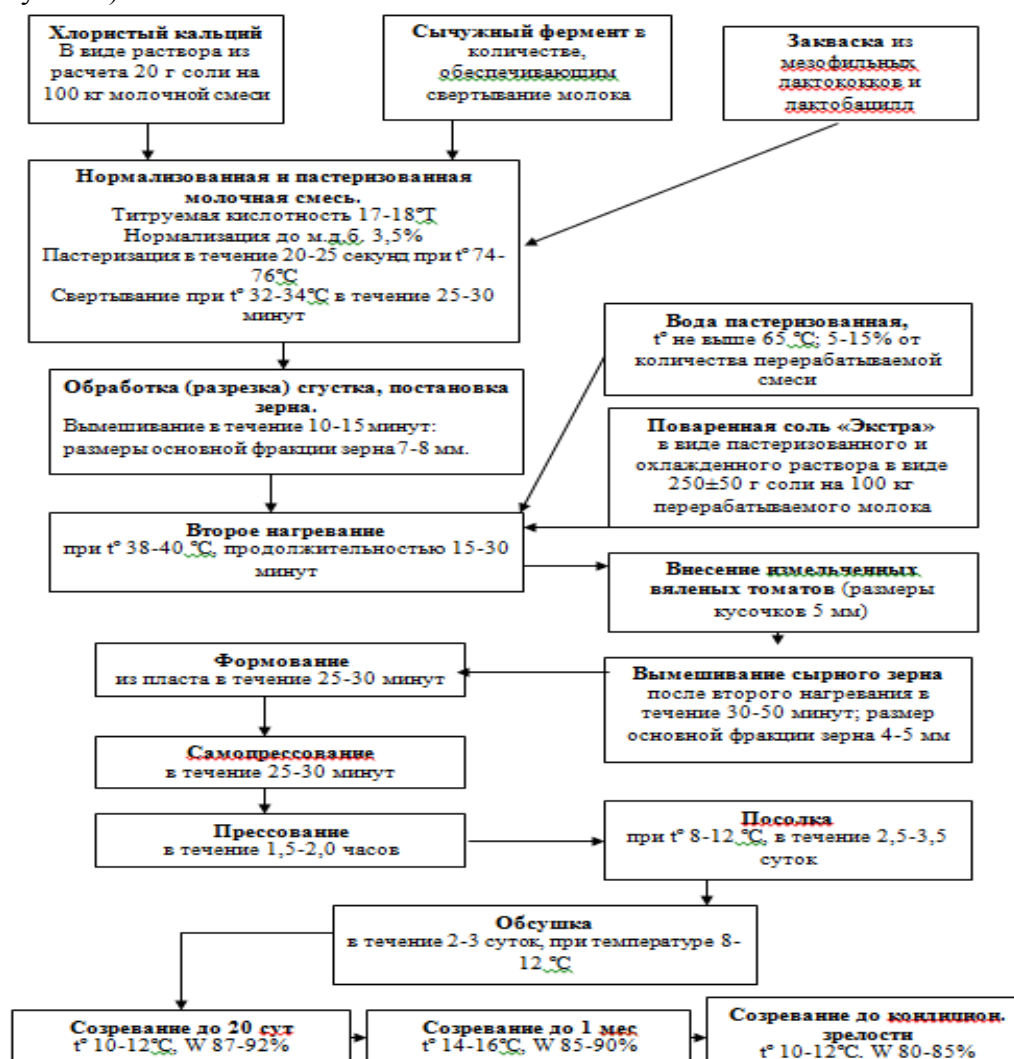 Хлористый кальций
В виде раствора из
расчета 20 г соли на
100 кг молочной смеси
Сычужный фермент в
количестве,
обеспечивающим
свертывание молока
Закваска из
мезофильных
лактококков и
лактобацилл
Нормализованная и пастеризованная
молочная смесь.
Титруемая кислотность 17-18°Т
Нормализация до м.д.б. 3,5%
Пастеризация в течение 20-25 секунд при t° 74-
76°С
Свертывание при t° 32-34°С в течение 25-30
минут
Вода пастеризованная,
t° не выше 65 °С; 5-15% от
количества перерабатываемой
смеси
Обработка (разрезка) сгустка, постановка
зерна.
Вымешивание в течение 10-15 минут:
размеры основной фракции зерна 7-8 мм.
Поваренная соль «Экстра»
в виде пастеризованного и
охлажденного раствора в виде
250±50 г соли на 100 кг
перерабатываемого молока
Второе нагревание
при t° 38-40 °С, продолжительностью 15-30
минут
Внесение измельченных
вяленых томатов (размеры
кусочков 5 мм)
Вымешивание сырного зерна
после второго нагревания в
течение 30-50 минут; размер
основной фракции зерна 4-5 мм
Формование
из пласта в течение 25-30 минут
Самопрессование
в течение 25-30 минут
Прессование
в течение 1,5-2,0 часов
Посолка
при t° 8-12 °С, в течение 2,5-3,5
суток
Обсушка
в течение 2-3 суток, при температуре 8-
12 °С
Созревание до 20 сут
t° 10-12°С, W 87-92%
Созревание до 1 мес
t° 14-16°С, W 85-90%
Созревание до кондицион.
зрелости
t° 10-12°С, W 80-85%